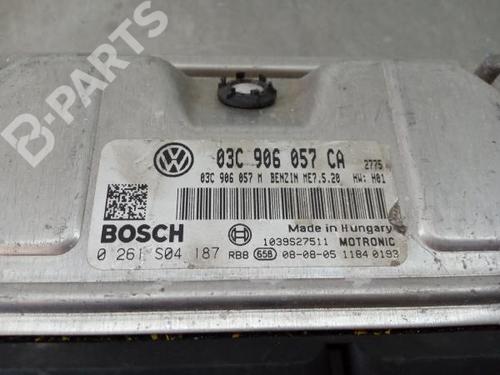 B-PARTS
03C 906 057 CA 2775
03C 906 057 M BENZIN ME7.5.20 HW: H01
BOSCH
Made in Hungary
1039S27511 MOTRONIC
0 261 S04 187 RB8 658 08-08-05 1184 0193